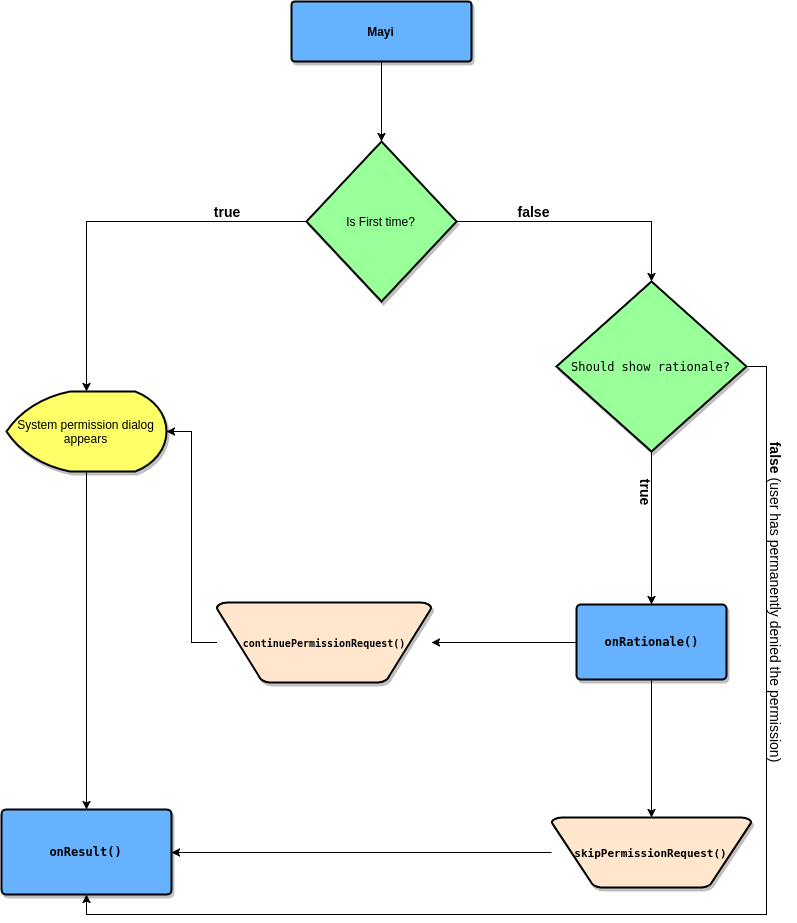 Mayi
true
false
Is First time?
Should show rationale?
System permission dialog
appears
true
false (user has permanently denied the permission)
continuePermissionRequest()
onRationale()
onResult()
skipPermissionRequest()